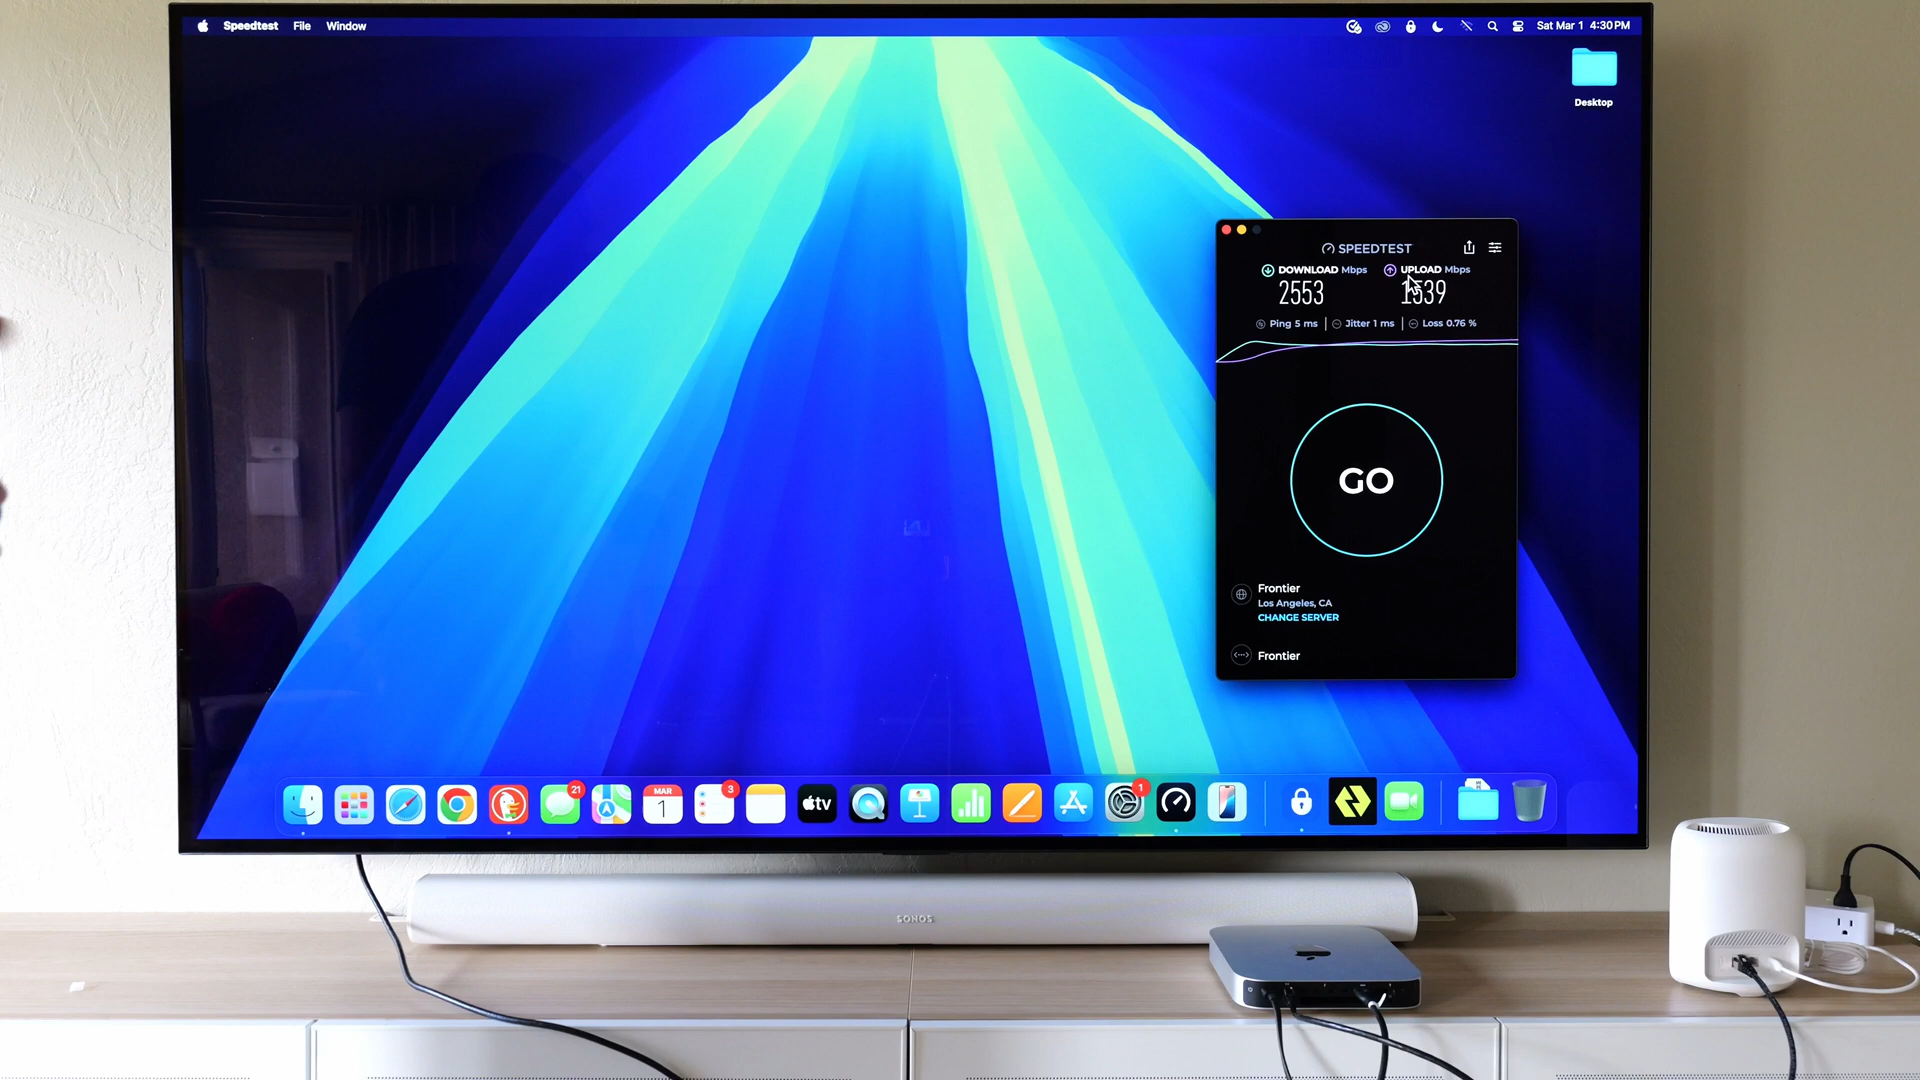 Speedtest File Window
Sat Mar 1 4:30 PM
Desktop
SPEEDTEST
DOWNLOAD Mbps
UPLOAD Mbps
2553
1539
Ping 5 ms
Jitter 1 ms
Loss 0.76 %
GO
Frontier
Los Angeles, CA
CHANGE SERVER
Frontier
21
MAR
1
3
tv
1
SONOS